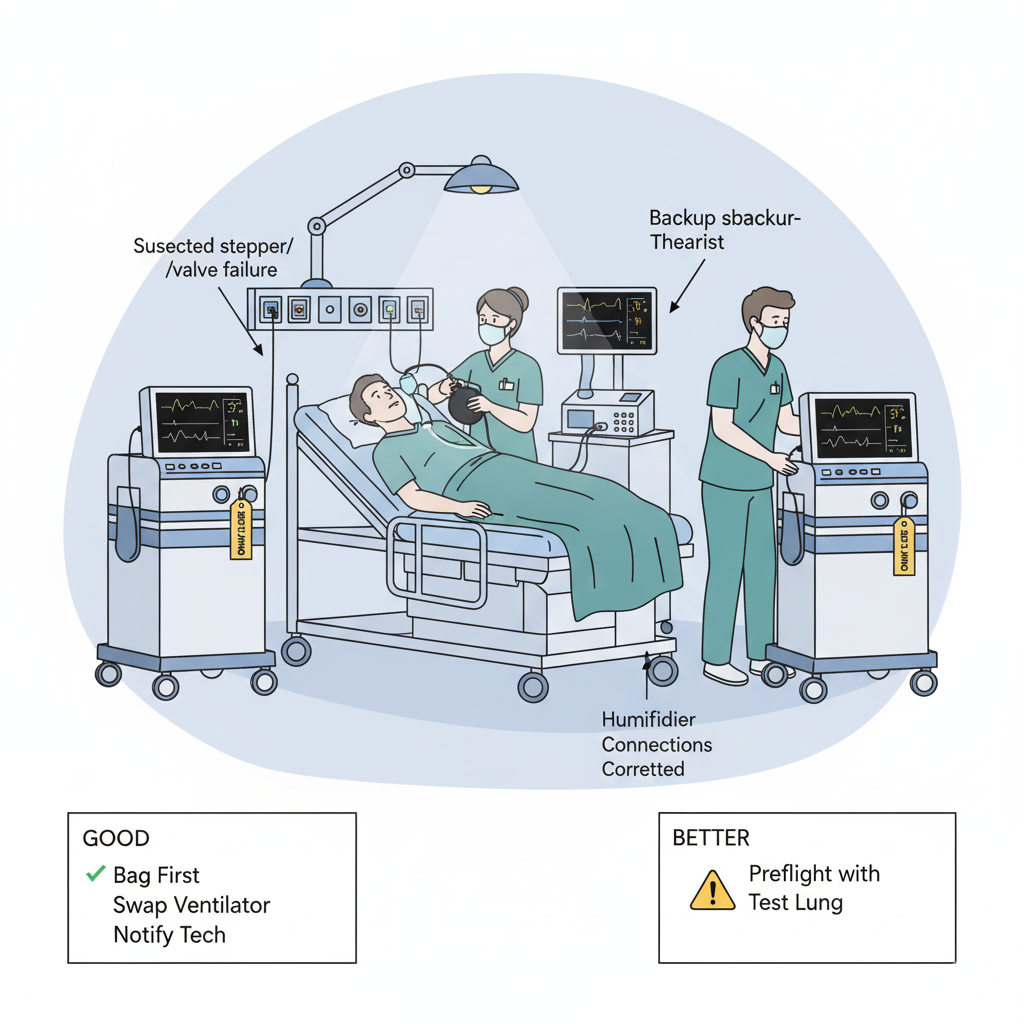 Susected stepper/
/valve failure
Backup sbackur-
Thearist
Humifidier
Connections
Corretted
GOOD
✓ Bag First
Swap Ventilator
Notify Tech
BETTER
Preflight with
Test Lung